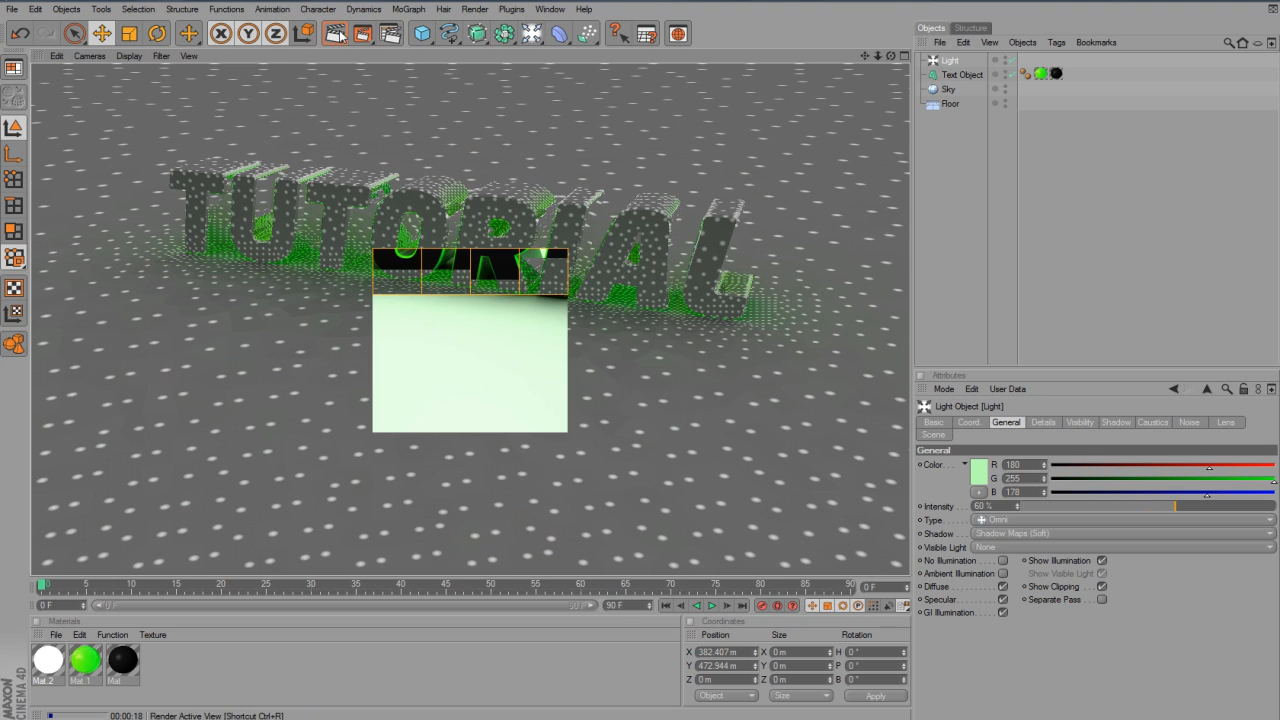 File Edit Objects Tools Selection Structure Functions Animation Character Dynamics MoGraph Hair Render Plugins Window Help
X Y Z
Objects Structure
File Edit View Objects Tags Bookmarks
Edit Cameras Display Filter View
Light
Text Object
Sky
Floor
TUTORIAL
Attributes
Mode Edit User Data
Light Object [Light]
Basic Coord. General Details Visibility Shadow Caustics Noise Lens
Scene
General
Color R 180
G 255
B 178
Intensity 60 %
Type Omni
Shadow Shadow Maps (Soft)
Visible Light None
No Illumination Show Illumination
Ambient Illumination Show Visible Light
Diffuse Show Clipping
Specular Separate Pass
GI Illumination
0 5 10 15 20 25 30 35 40 45 50 55 60 65 70 75 80 85 90 0 F
0 F 0 F 90 F
Materials
File Edit Function Texture
Mat.2 Mat.1 Mat
Coordinates
Position Size Rotation
X 382.407 m X 0 m H 0 °
Y 472.944 m Y 0 m P 0 °
Z 0 m Z 0 m B 0 °
Object Size Apply
MAXON
CINEMA 4D
00:00:18 Render Active View [Shortcut Ctrl+R]